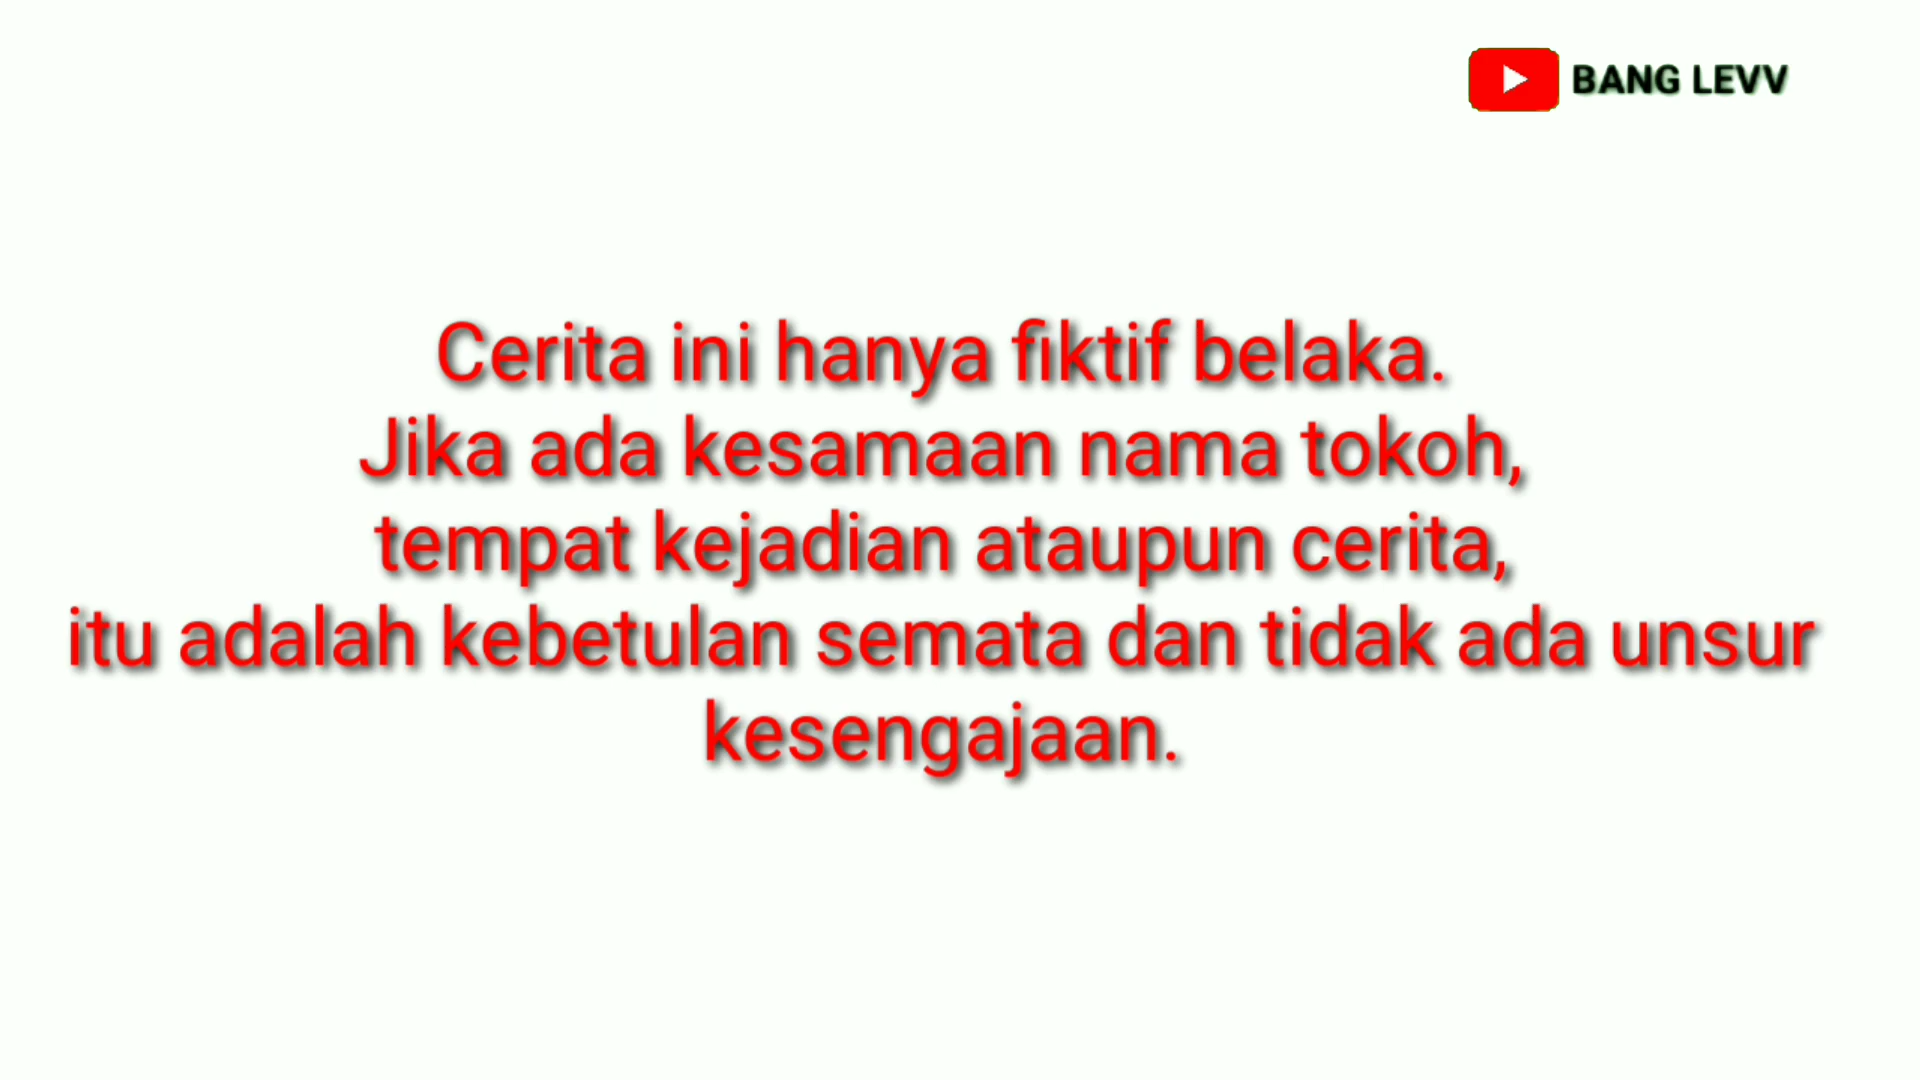 BANG LEVV
Cerita ini hanya fiktif belaka.
Jika ada kesamaan nama tokoh,
tempat kejadian ataupun cerita,
itu adalah kebetulan semata dan tidak ada unsur
kesengajaan.